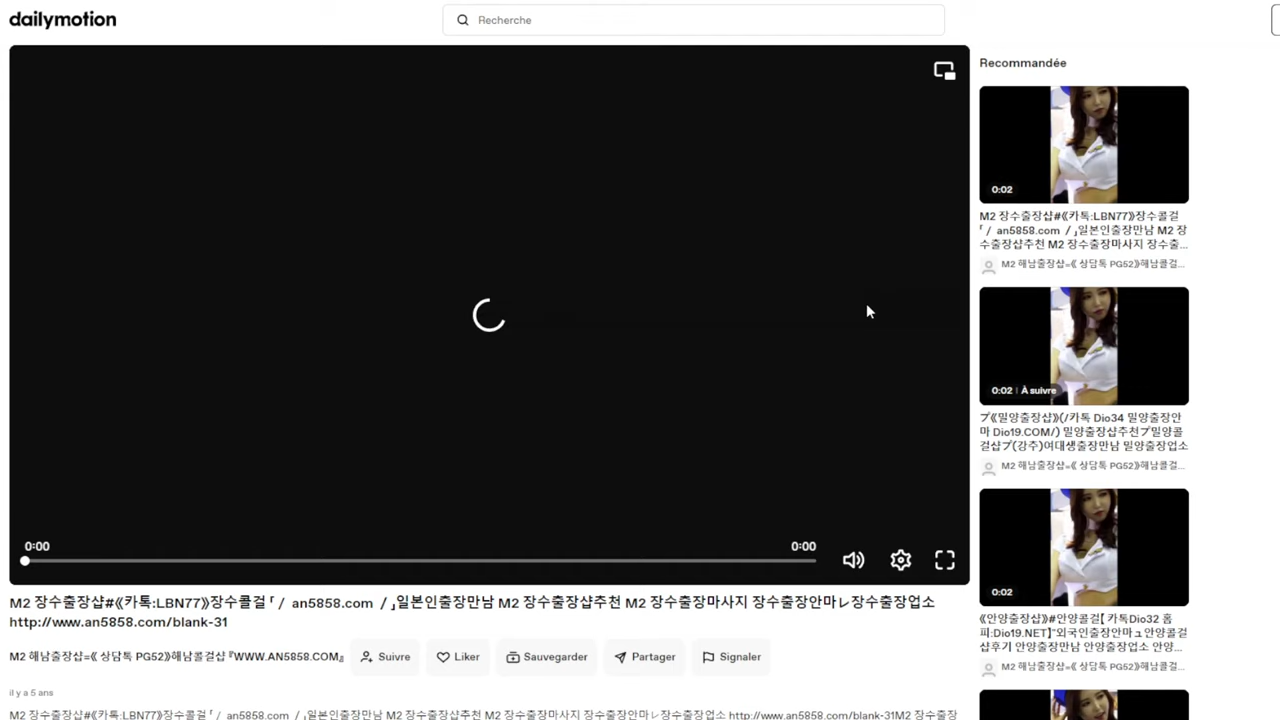 dailymotion
Recherche
Recommandée
0:02
M2 장수출장샵#《카톡:LBN77》장수콜걸
「 / an5858.com / 」일본인출장만남 M2 장
수출장샵추천 M2 장수출장마사지 장수출...
M2 해남출장샵=《 상담톡 PG52》해남콜걸...
0:02 | À suivre
プ《밀양출장샵》(/카톡 Dio34 밀양출장안
마 Dio19.COM/) 밀양출장샵추천プ밀양콜
걸샵プ(강주)여대생출장만남 밀양출장업소
M2 해남출장샵=《 상담톡 PG52》해남콜걸...
0:02
《안양출장샵》#안양콜걸【 카톡Dio32 홈
피:Dio19.NET】˜외국인출장안마ュ안양콜걸
샵후기 안양출장만남 안양출장업소 안양...
M2 해남출장샵=《 상담톡 PG52》해남콜걸...
0:00
0:00
M2 장수출장샵#《카톡:LBN77》장수콜걸「 / an5858.com / 」일본인출장만남 M2 장수출장샵추천 M2 장수출장마사지 장수출장안마レ장수출장업소
http://www.an5858.com/blank-31
M2 해남출장샵=《 상담톡 PG52》해남콜걸샵 『WWW.AN5858.COM』
Suivre
Liker
Sauvegarder
Partager
Signaler
il y a 5 ans
M2 장수출장샵#《카톡:LBN77》장수콜걸「 / an5858.com / 」일본인출장만남 M2 장수출장샵추천 M2 장수출장마사지 장수출장안마レ장수출장업소 http://www.an5858.com/blank-31M2 장수출장